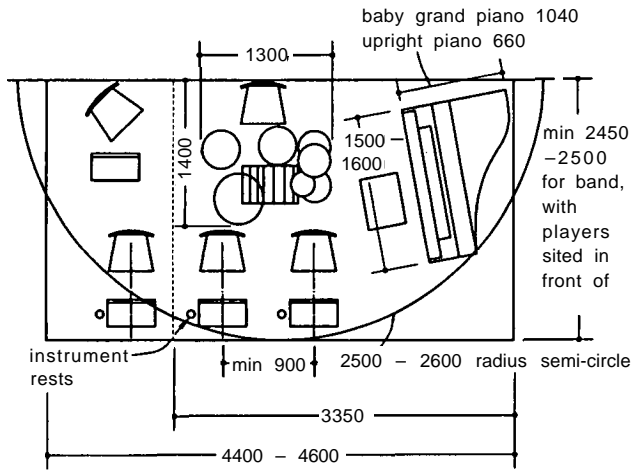 baby grand piano 1040
upright piano 660
1300
1400
1500
1600
min 2450
–2500
for band,
with
players
sited in
front of
instrument
rests
min 900
2500 – 2600 radius semi-circle
3350
4400 – 4600